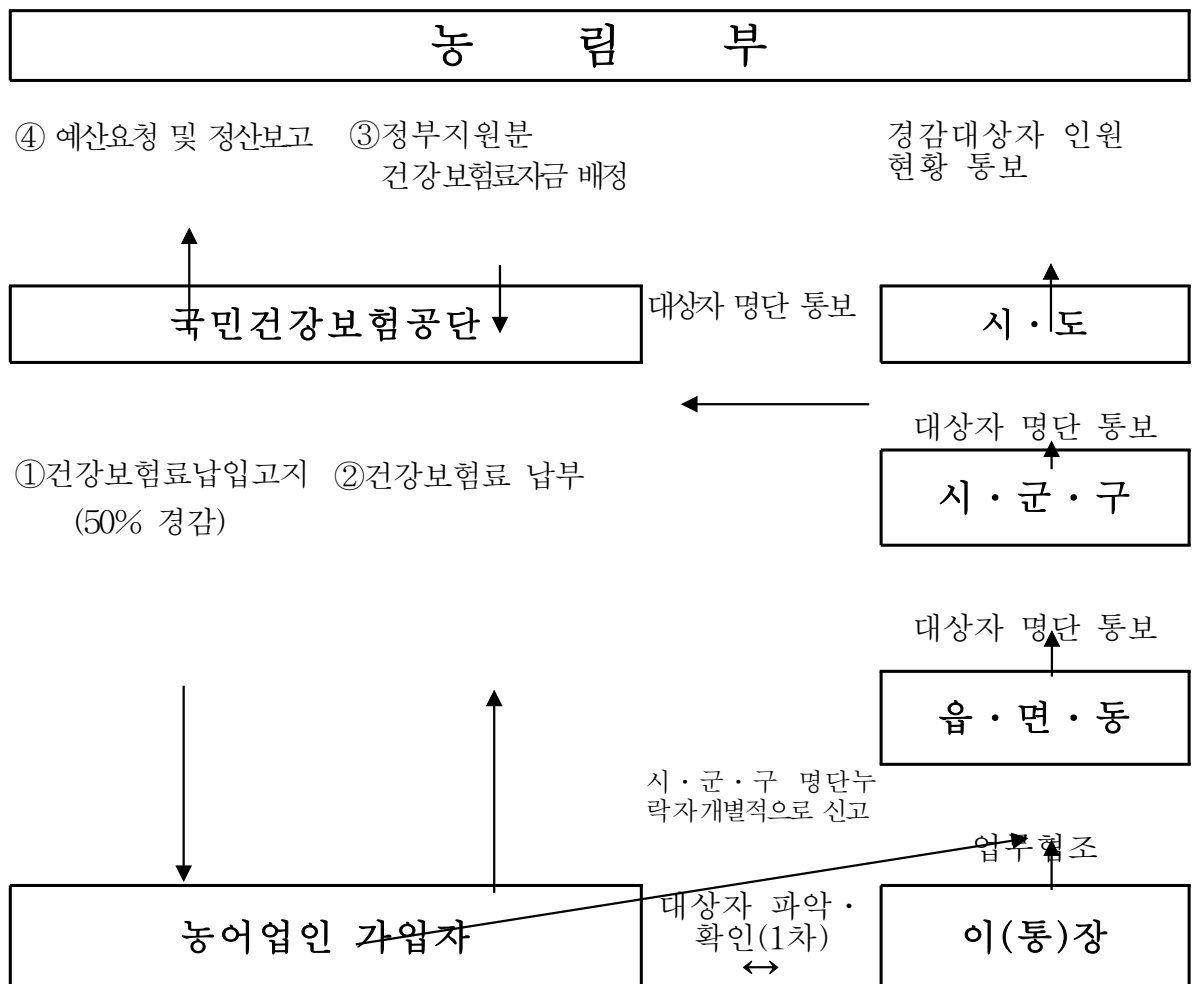 농 림 부
④ 예산요청 및 정산보고 ③정부지원분 경감대상자 인원
건강보험료자금 배정 현황 통보
국민건강보험공단 대상자 명단 통보 시·도
대상자 명단 통보
①건강보험료납입고지 ②건강보험료 납부 시·군·구
(50% 경감)
대상자 명단 통보
읍·면·동
시·군·구 명단누
락자개별적으로 신고
업무협조
농어업인 가입자 대상자 파악· 이(통)장
확인(1차)
↔